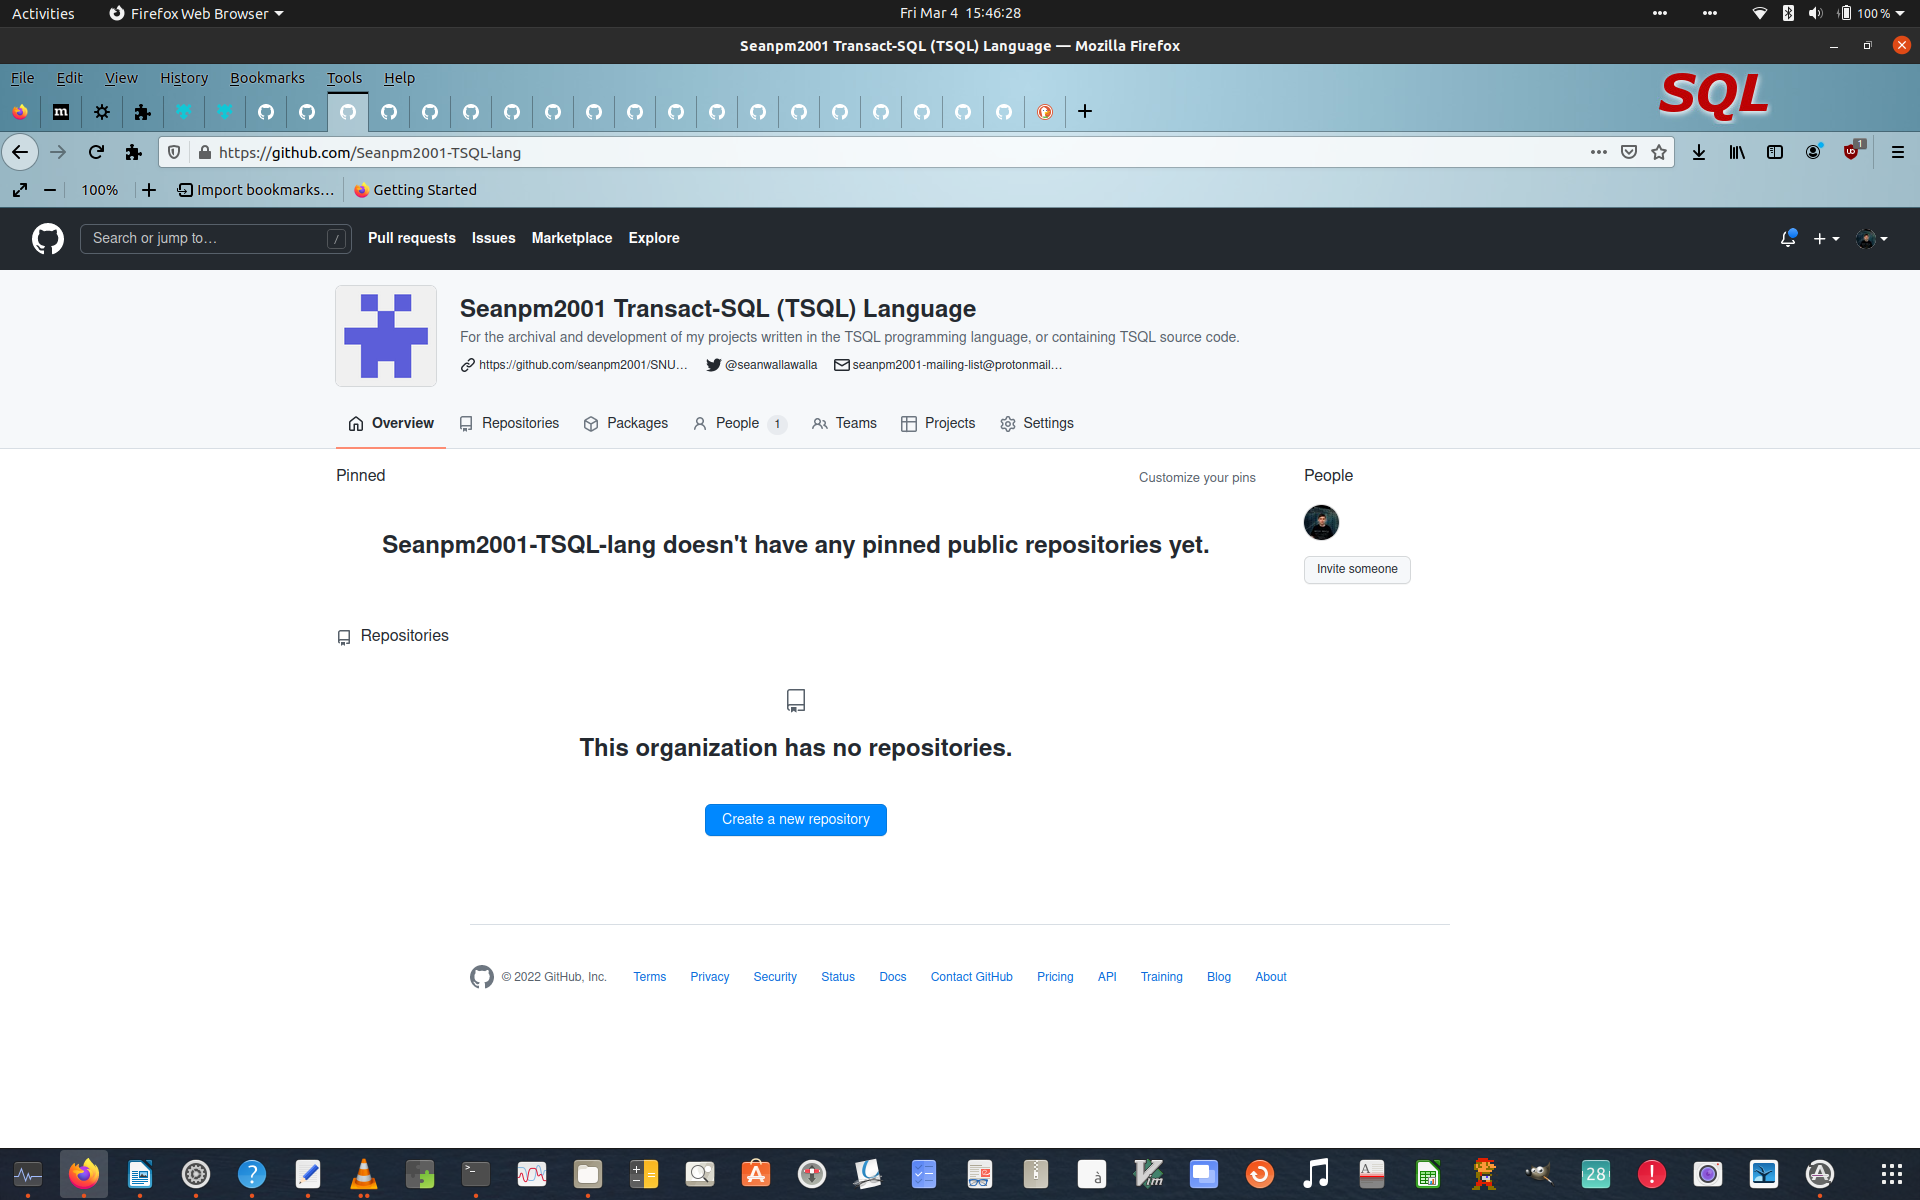 Activities Firefox Web Browser Fri Mar 4 15:46:28 100 %
Seanpm2001 Transact-SQL (TSQL) Language — Mozilla Firefox
File Edit View History Bookmarks Tools Help
SQL
https://github.com/Seanpm2001-TSQL-lang 1
100% Import bookmarks… Getting Started
Search or jump to… / Pull requests Issues Marketplace Explore
Seanpm2001 Transact-SQL (TSQL) Language
For the archival and development of my projects written in the TSQL programming language, or containing TSQL source code.
https://github.com/seanpm2001/SNU… @seanwallawalla seanpm2001-mailing-list@protonmail…
Overview Repositories Packages People 1 Teams Projects Settings
Pinned Customize your pins People
Seanpm2001-TSQL-lang doesn't have any pinned public repositories yet.
Invite someone
Repositories
This organization has no repositories.
Create a new repository
© 2022 GitHub, Inc. Terms Privacy Security Status Docs Contact GitHub Pricing API Training Blog About
28